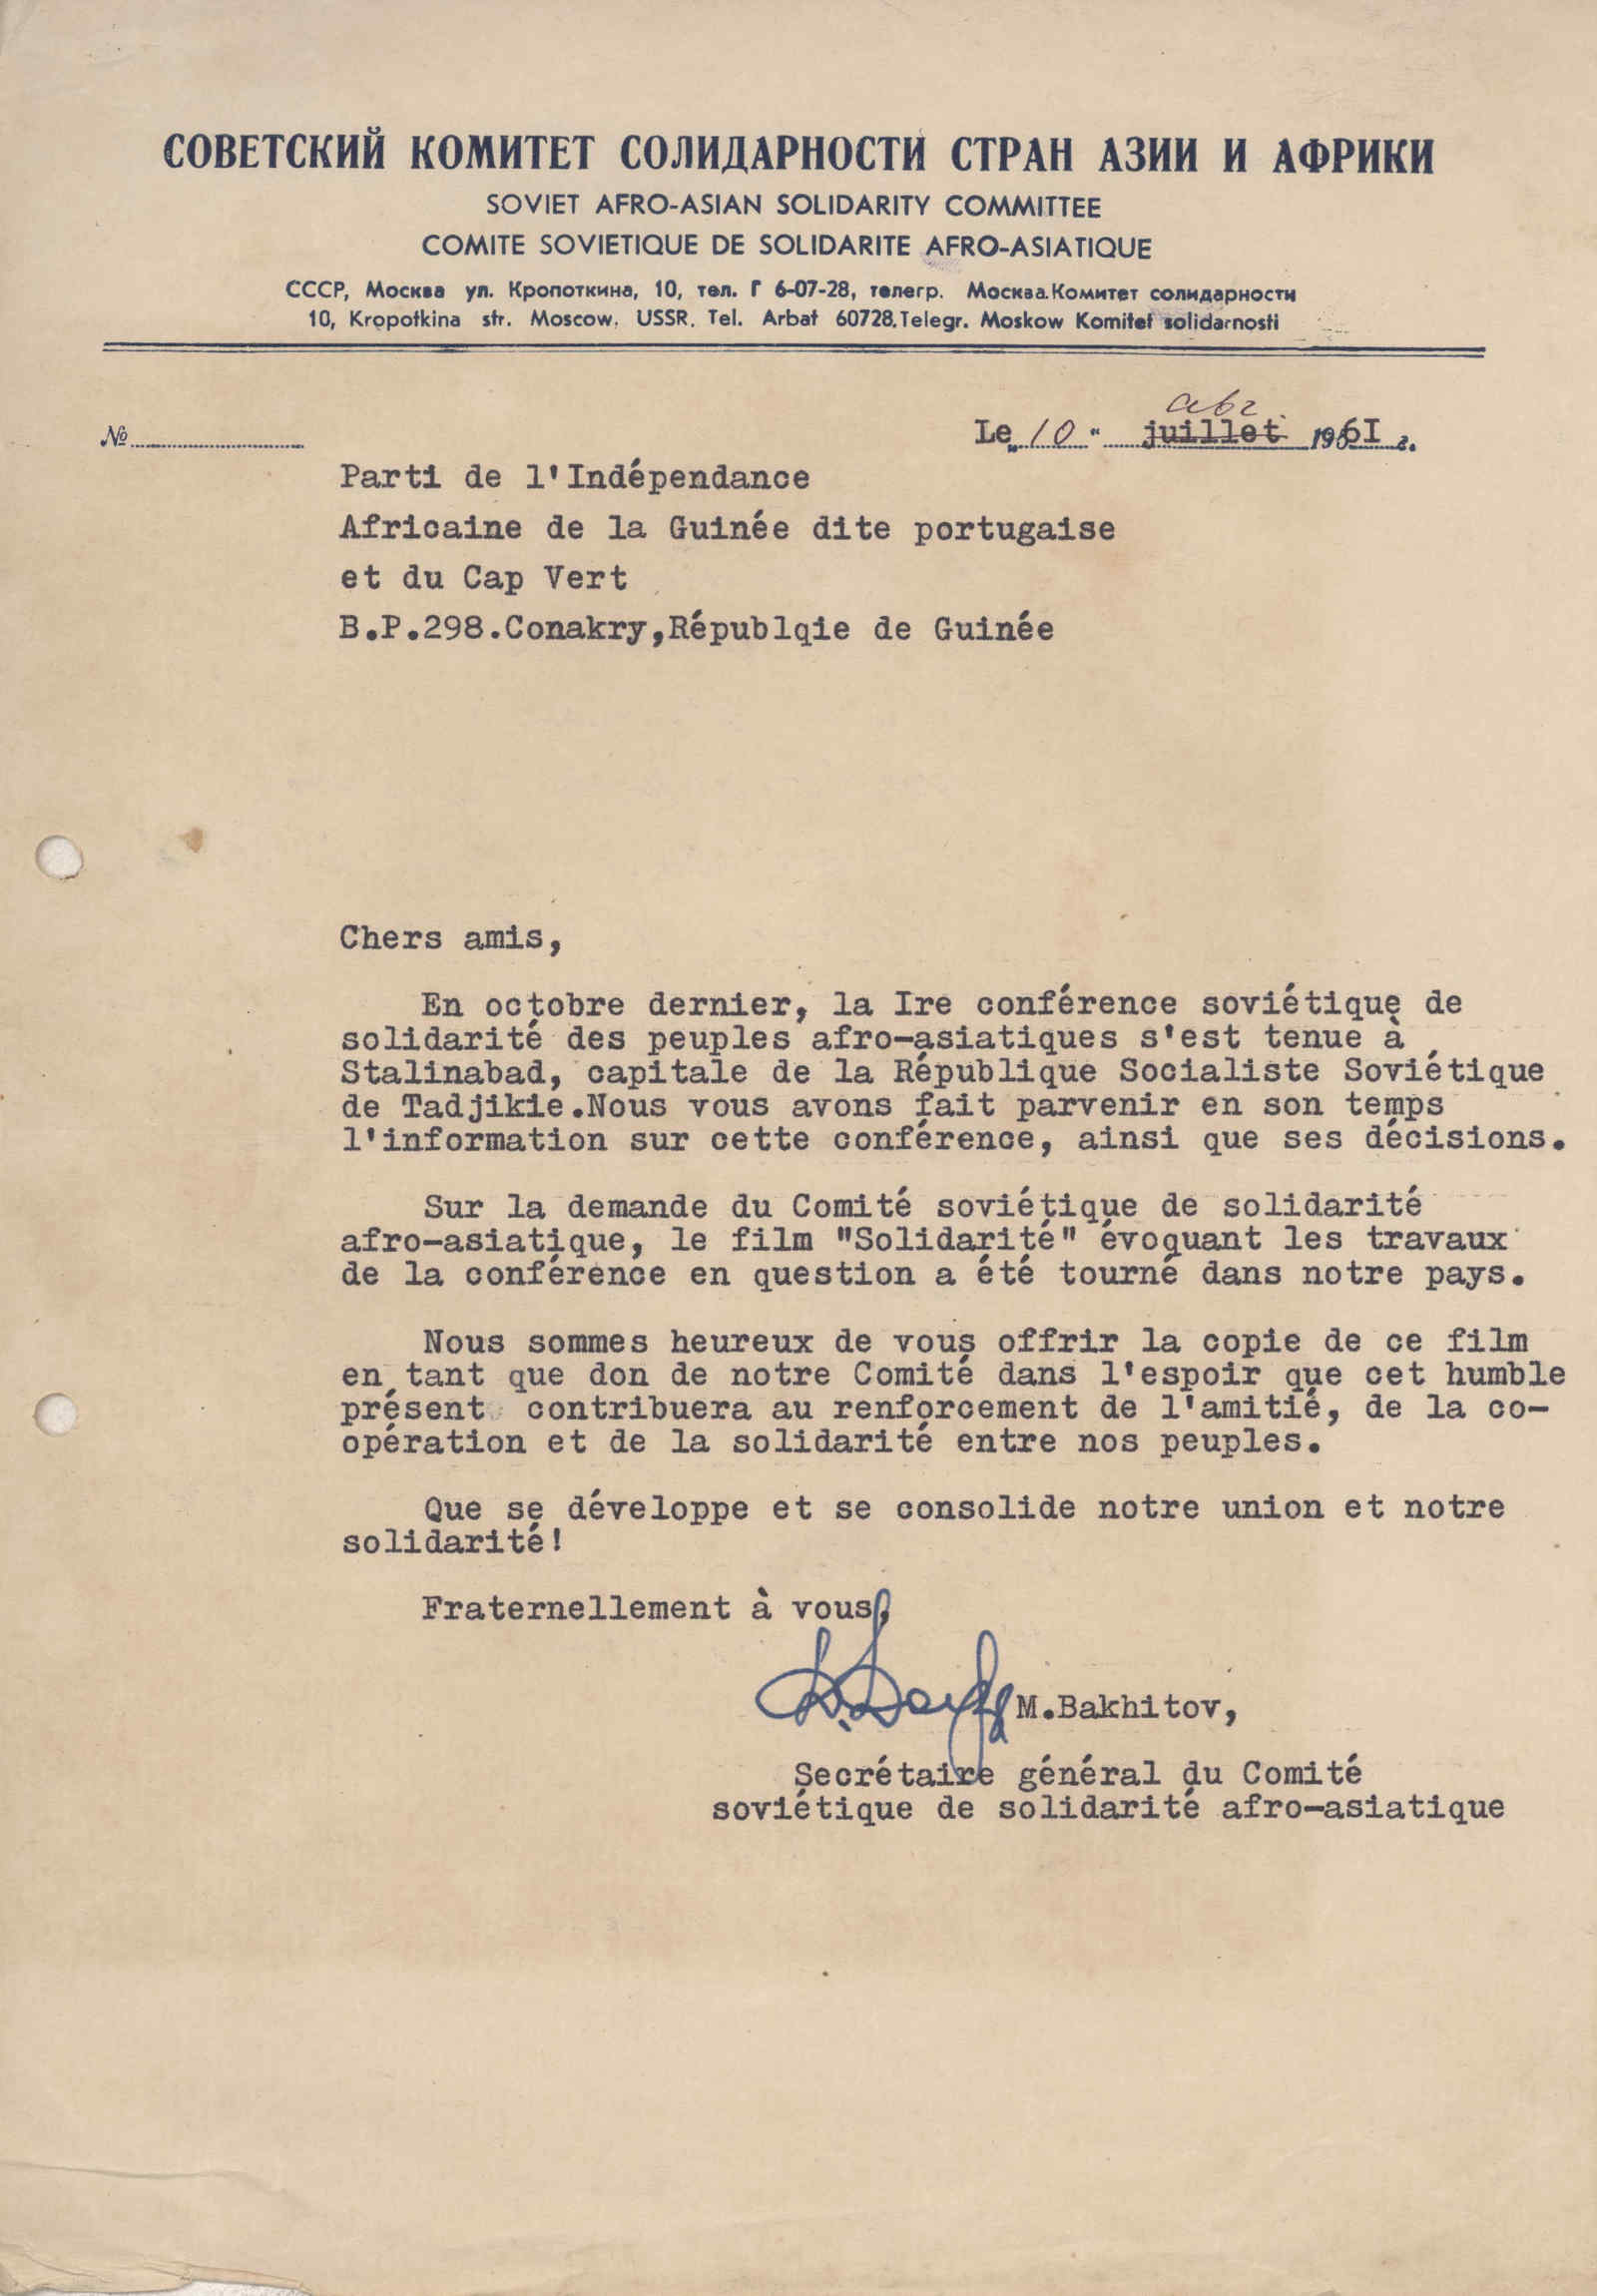 СОВЕТСКИЙ КОМИТЕТ СОЛИДАРНОСТИ СТРАН АЗИИ И АФРИКИ
SOVIET AFRO-ASIAN SOLIDARITY COMMITTEE
COMITE SOVIETIQUE DE SOLIDARITE AFRO-ASIATIQUE
СССР, Москва ул. Кропоткина, 10, тел. Г 6-07-28, телегр. Москва.Комитет солидарности
10, Kropotkina str. Moscow. USSR. Tel. Arbat 60728.Telegr. Moskow Komitet solidarnosti
авг
№ Le „10" juillet 1961 г.
Parti de l'Indépendance
Africaine de la Guinée dite portugaise
et du Cap Vert
B.P.298.Conakry,Républqie de Guinée
Chers amis,
En octobre dernier, la Ire conférence soviétique de
solidarité des peuples afro-asiatiques s'est tenue à
Stalinabad, capitale de la République Socialiste Soviétique
de Tadjikie.Nous vous avons fait parvenir en son temps
l'information sur cette conférence, ainsi que ses décisions.
Sur la demande du Comité soviétique de solidarité
afro-asiatique, le film "Solidarité" évoquant les travaux
de la conférence en question a été tourné dans notre pays.
Nous sommes heureux de vous offrir la copie de ce film
en tant que don de notre Comité dans l'espoir que cet humble
présent contribuera au renforcement de l'amitié, de la co-
opération et de la solidarité entre nos peuples.
Que se développe et se consolide notre union et notre
solidarité!
Fraternellement à vous,
M.Bakhitov,
Secrétaire général du Comité
soviétique de solidarité afro-asiatique